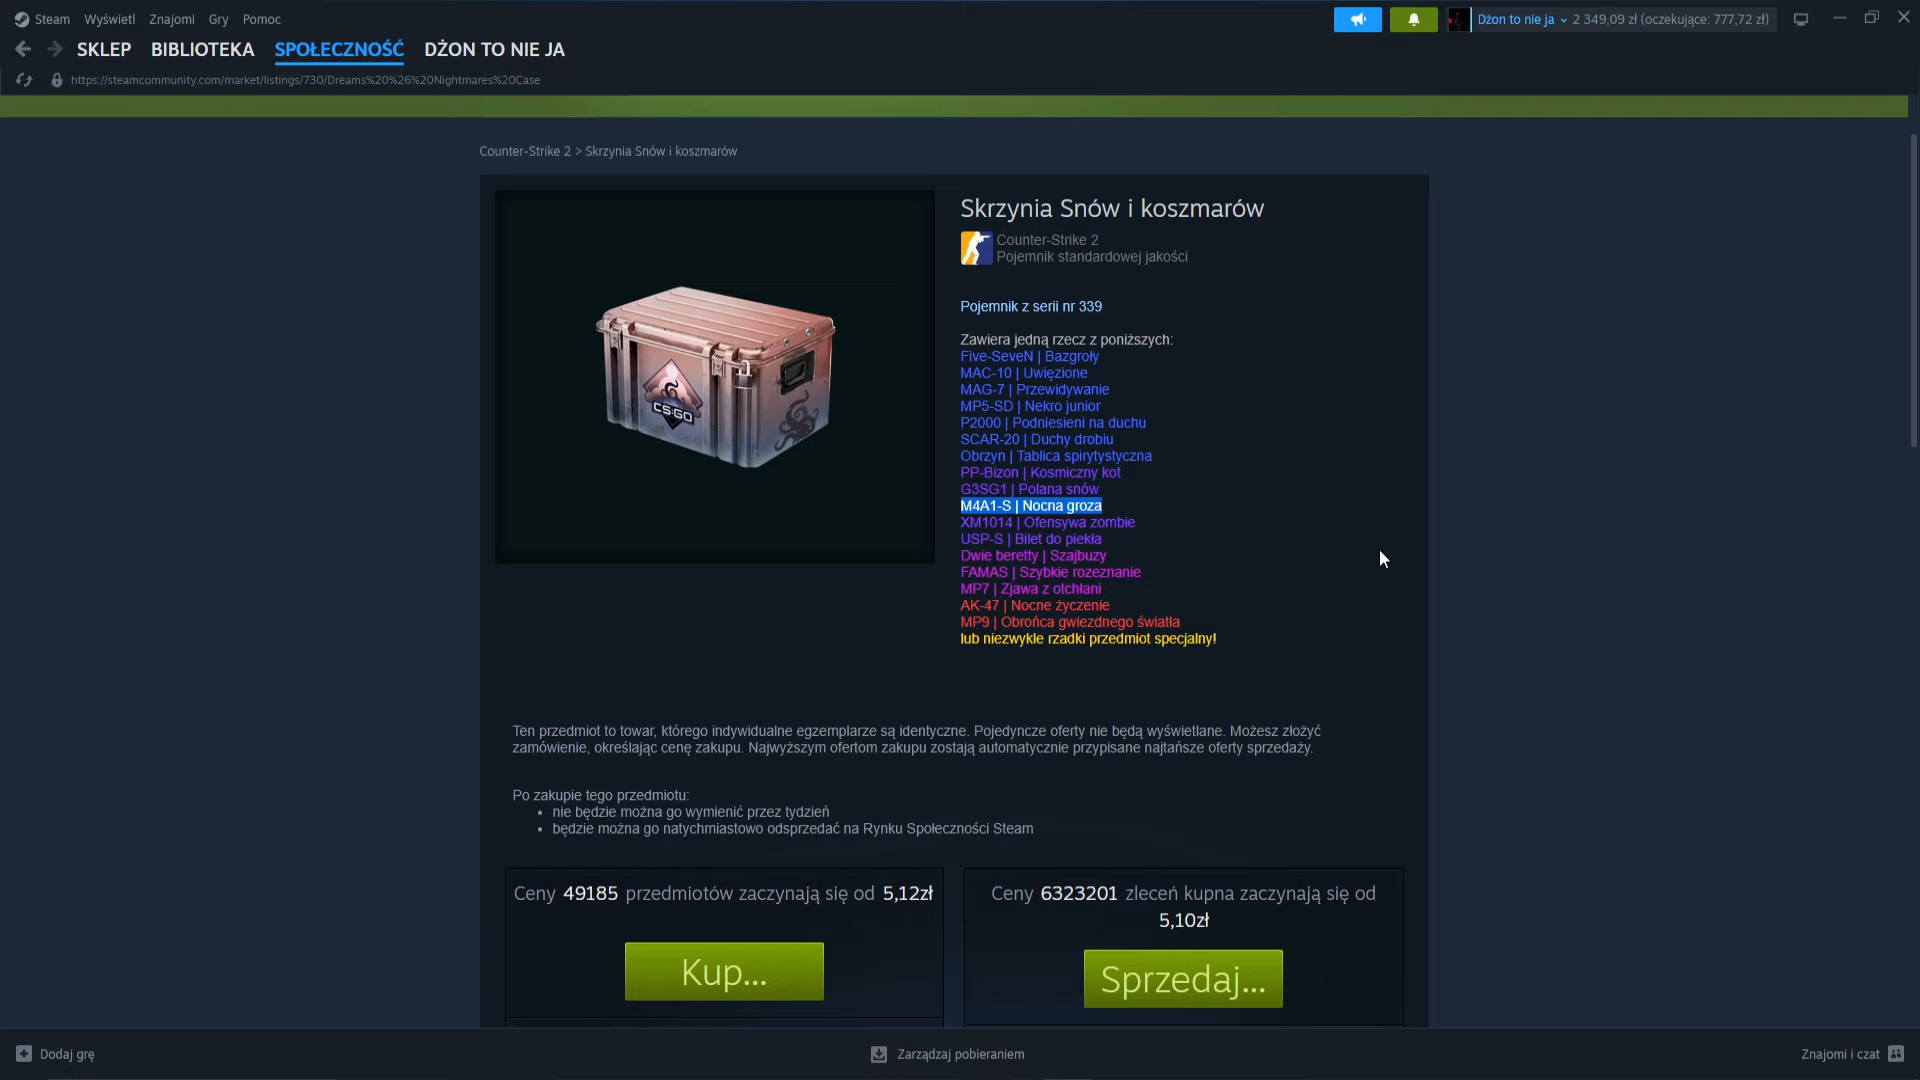 Steam Wyświetl Znajomi Gry Pomoc
Dżon to nie ja 2 349,09 zł (oczekujące: 777,72 zł)
SKLEP BIBLIOTEKA SPOŁECZNOŚĆ DŻON TO NIE JA
https://steamcommunity.com/market/listings/730/Dreams%20%26%20Nightmares%20Case
Counter-Strike 2 > Skrzynia Snów i koszmarów
CS:GO
Skrzynia Snów i koszmarów
Counter-Strike 2
Pojemnik standardowej jakości
Pojemnik z serii nr 339
Zawiera jedną rzecz z poniższych:
Five-SeveN | Bazgroły
MAC-10 | Uwięzione
MAG-7 | Przewidywanie
MP5-SD | Nekro junior
P2000 | Podniesieni na duchu
SCAR-20 | Duchy drobiu
Obrzyn | Tablica spirytystyczna
PP-Bizon | Kosmiczny kot
G3SG1 | Polana snów
M4A1-S | Nocna groza
XM1014 | Ofensywa zombie
USP-S | Bilet do piekła
Dwie beretty | Szajbuzy
FAMAS | Szybkie rozeznanie
MP7 | Zjawa z otchłani
AK-47 | Nocne życzenie
MP9 | Obrońca gwiezdnego światła
lub niezwykle rzadki przedmiot specjalny!
Ten przedmiot to towar, którego indywidualne egzemplarze są identyczne. Pojedyncze oferty nie będą wyświetlane. Możesz złożyć
zamówienie, określając cenę zakupu. Najwyższym ofertom zakupu zostają automatycznie przypisane najtańsze oferty sprzedaży.
Po zakupie tego przedmiotu:
• nie będzie można go wymienić przez tydzień
• będzie można go natychmiastowo odsprzedać na Rynku Społeczności Steam
Ceny 49185 przedmiotów zaczynają się od 5,12zł
Kup...
Ceny 6323201 zleceń kupna zaczynają się od
5,10zł
Sprzedaj...
Dodaj grę
Zarządzaj pobieraniem
Znajomi i czat